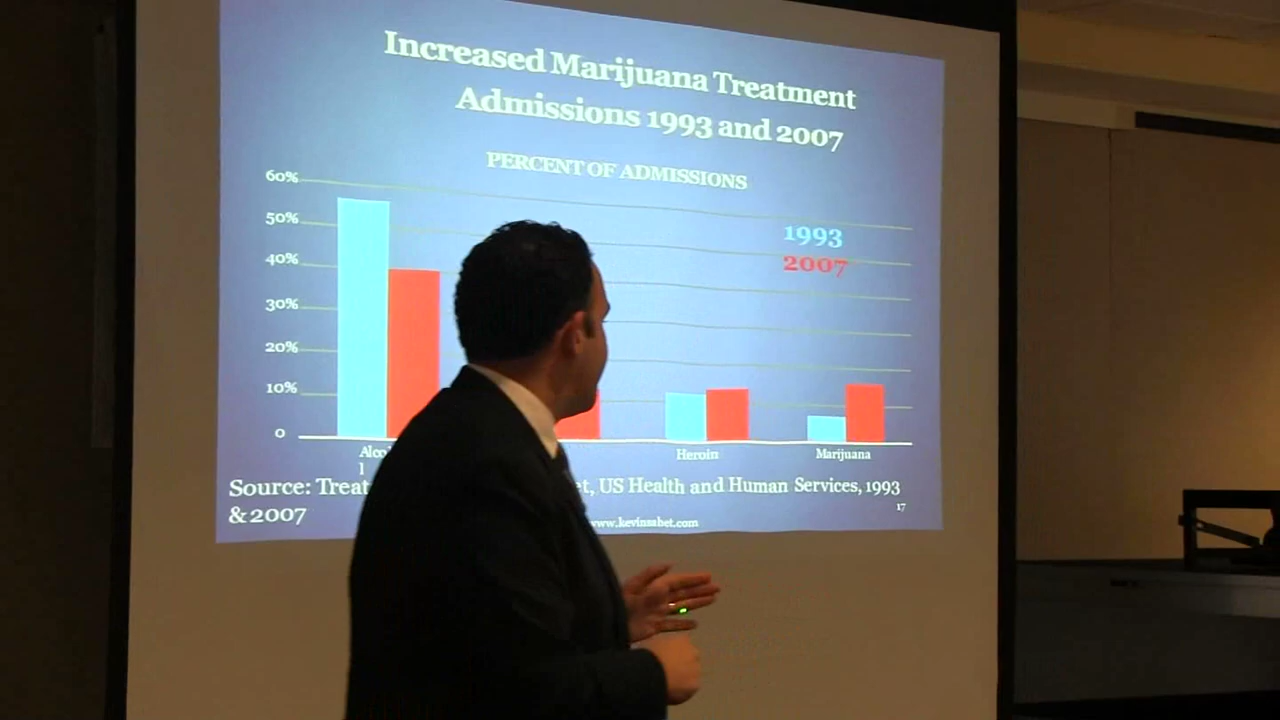 Increased Marijuana Treatment
Admissions 1993 and 2007
PERCENT OF ADMISSIONS
60%
50%
40%
30%
20%
10%
0
1993
2007
Alco
l
Heroin
Marijuana
Source: Treat
et, US Health and Human Services, 1993
& 2007
17
www.kevinsabet.com